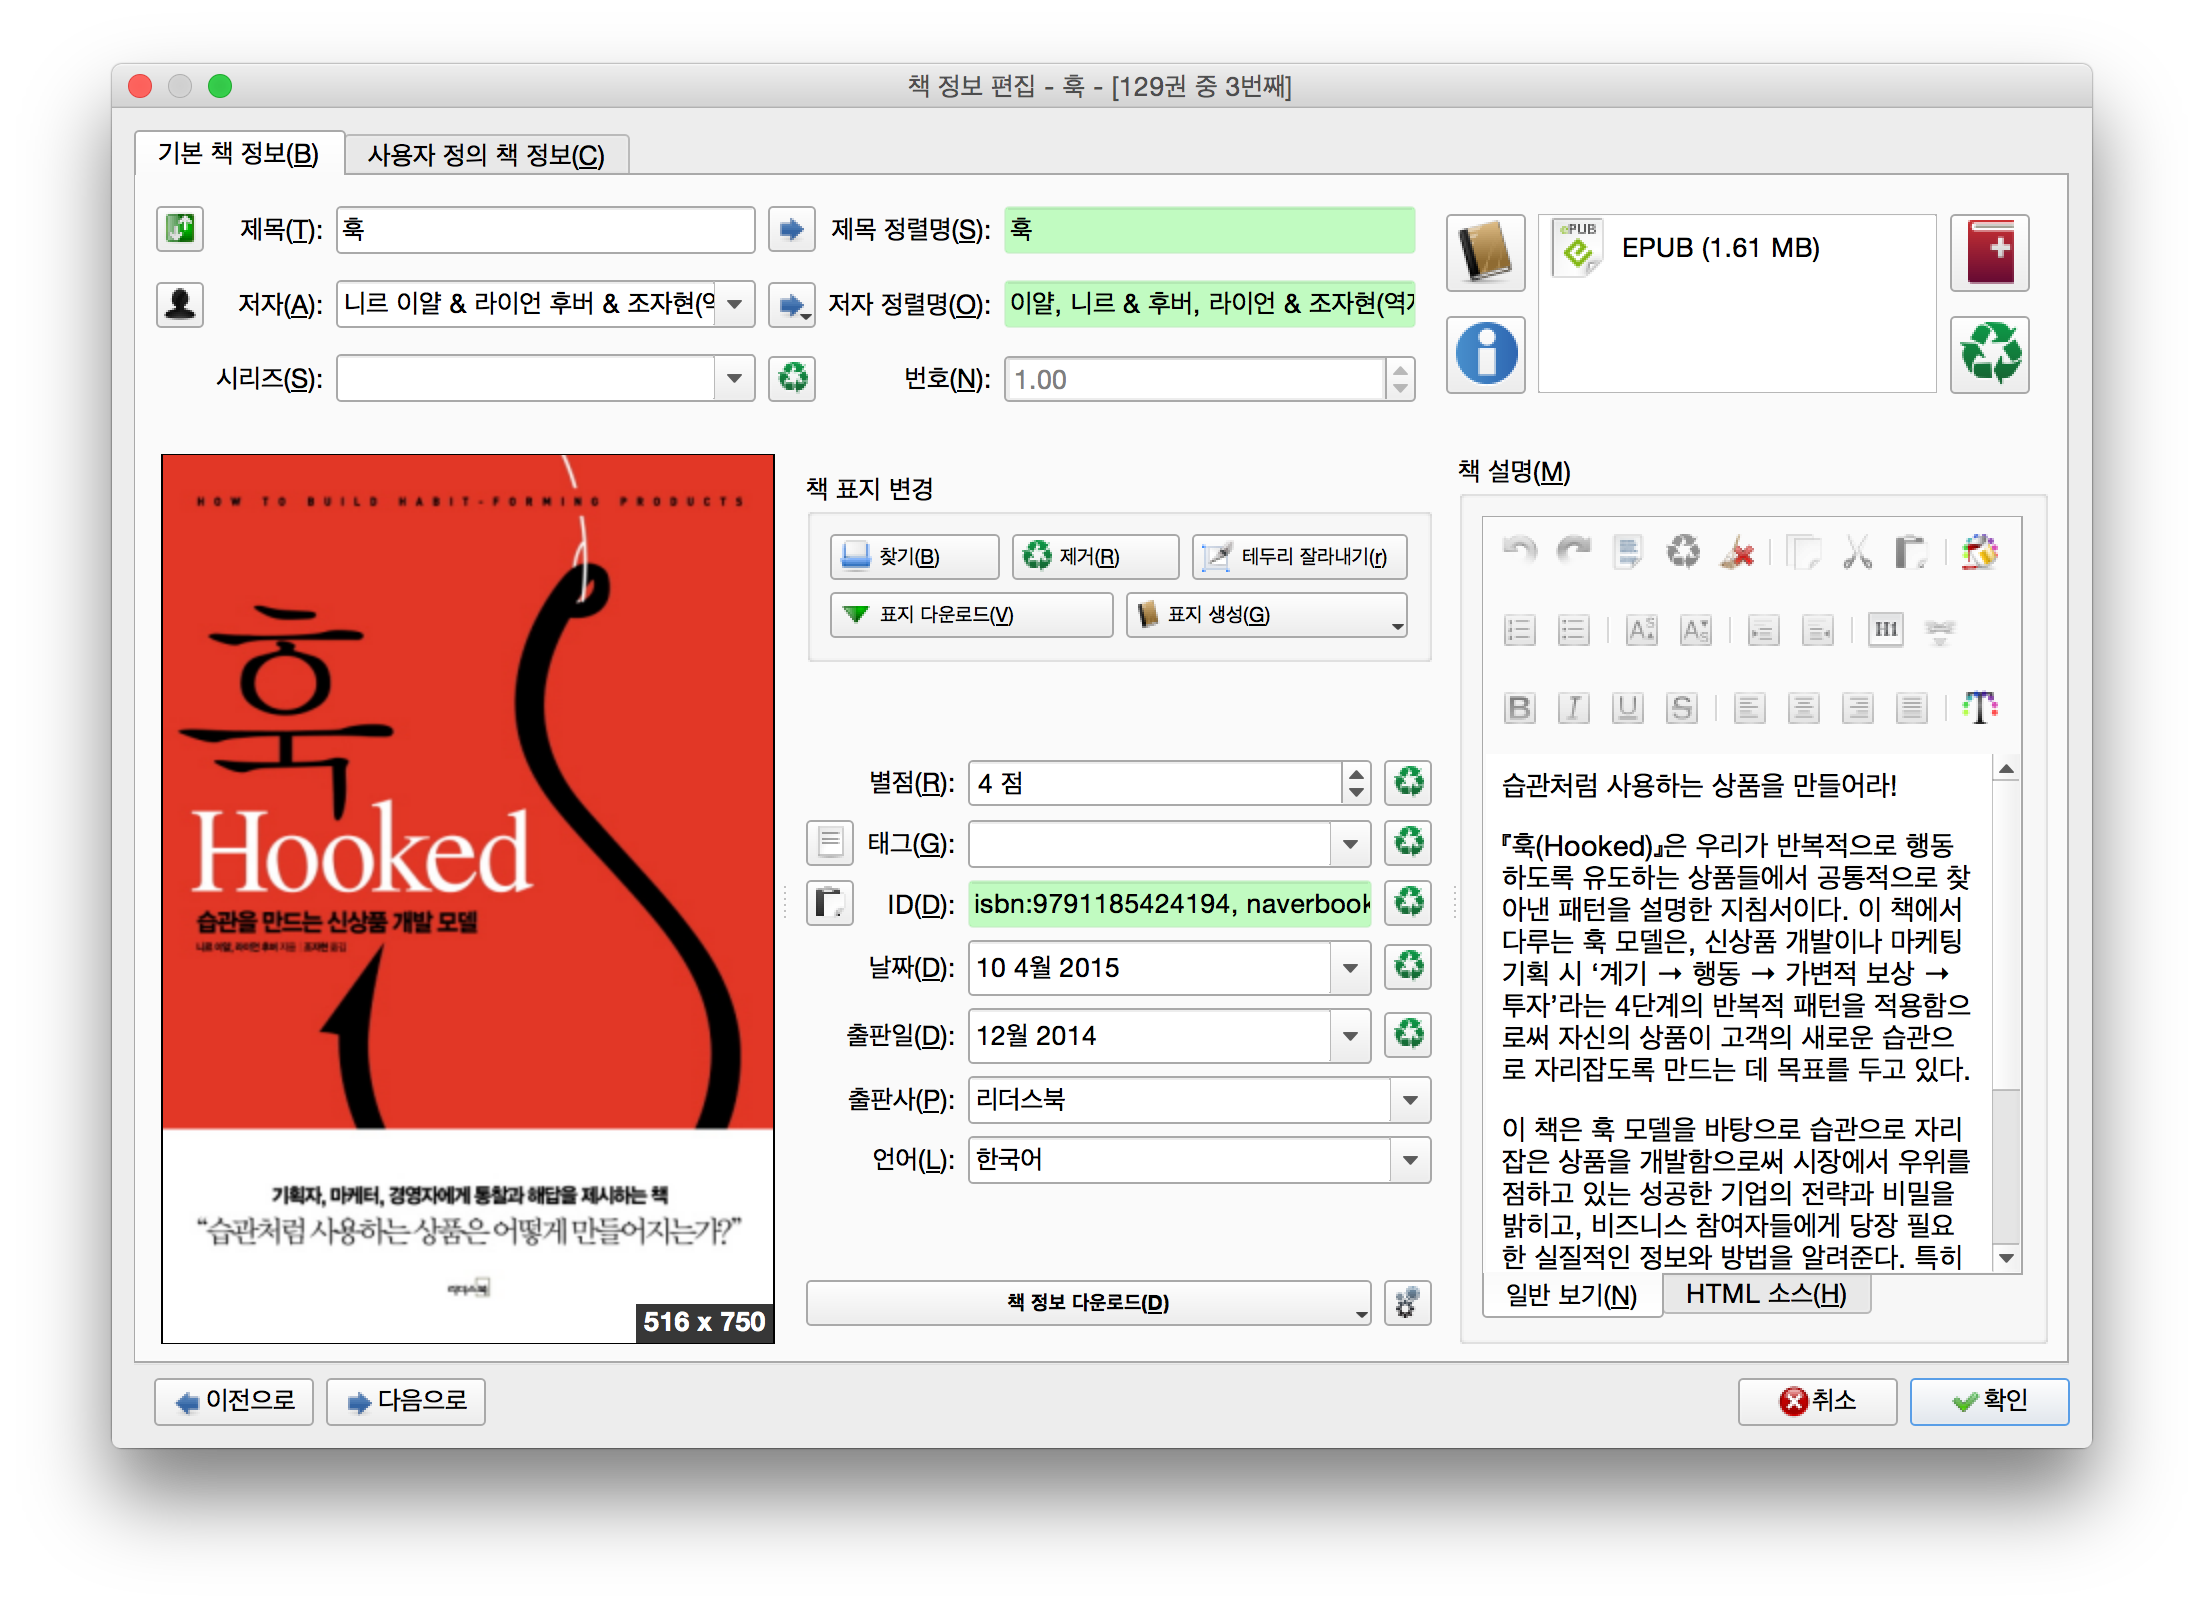 책 정보 편집 - 훅 - [129권 중 3번째]
기본 책 정보(B)
사용자 정의 책 정보(C)
제목(T): 훅
제목 정렬명(S): 훅
저자(A): 니르 이얄 & 라이언 후버 & 조자현(
저자 정렬명(O): 이얄, 니르 & 후버, 라이언 & 조자현(역
시리즈(S):
번호(N): 1.00
EPUB (1.61 MB)
HOW TO BUILD HABIT-FORMING PRODUCTS
훅
Hooked
습관을 만드는 신상품 개발 모델
니르 이얄, 라이언 후버 지음 | 조자현 옮김
기획자, 마케터, 경영자에게 통찰과 해답을 제시하는 책
“습관처럼 사용하는 상품은 어떻게 만들어지는가?”
리더스북
516 x 750
책 표지 변경
찾기(B)
제거(R)
테두리 잘라내기(r)
표지 다운로드(V)
표지 생성(G)
별점(R): 4 점
태그(G):
ID(D): isbn:9791185424194, naverbook
날짜(D): 10 4월 2015
출판일(D): 12월 2014
출판사(P): 리더스북
언어(L): 한국어
책 정보 다운로드(D)
책 설명(M)
습관처럼 사용하는 상품을 만들어라!
『훅(Hooked)』은 우리가 반복적으로 행동
하도록 유도하는 상품들에서 공통적으로 찾
아낸 패턴을 설명한 지침서이다. 이 책에서
다루는 훅 모델은, 신상품 개발이나 마케팅
기획 시 ‘계기 → 행동 → 가변적 보상 →
투자’라는 4단계의 반복적 패턴을 적용함으
로써 자신의 상품이 고객의 새로운 습관으
로 자리잡도록 만드는 데 목표를 두고 있다.
이 책은 훅 모델을 바탕으로 습관으로 자리
잡은 상품을 개발함으로써 시장에서 우위를
점하고 있는 성공한 기업의 전략과 비밀을
밝히고, 비즈니스 참여자들에게 당장 필요
한 실질적인 정보와 방법을 알려준다. 특히
일반 보기(N)
HTML 소스(H)
이전으로
다음으로
취소
확인